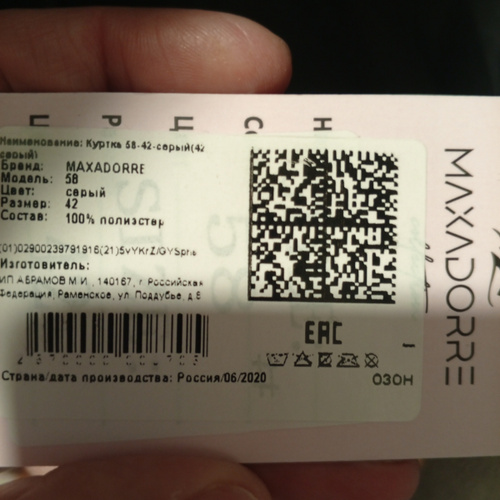 Наименование: Куртка 58-42-серый(42
серый)
Бренд: MAXADORRE
Модель: 58
Цвет: серый
Размер: 42
Состав: 100% полиэстер
(01)02900239791916(21)5vYKrZ/GYSprs
Изготовитель:
ИП АБРАМОВ М.И., 140167, г. Российская
Федерация, Раменское, ул. Поддубье, д.5
EAC
Страна/дата производства: Россия/06/2020
ОЗОН
MAXADORRE